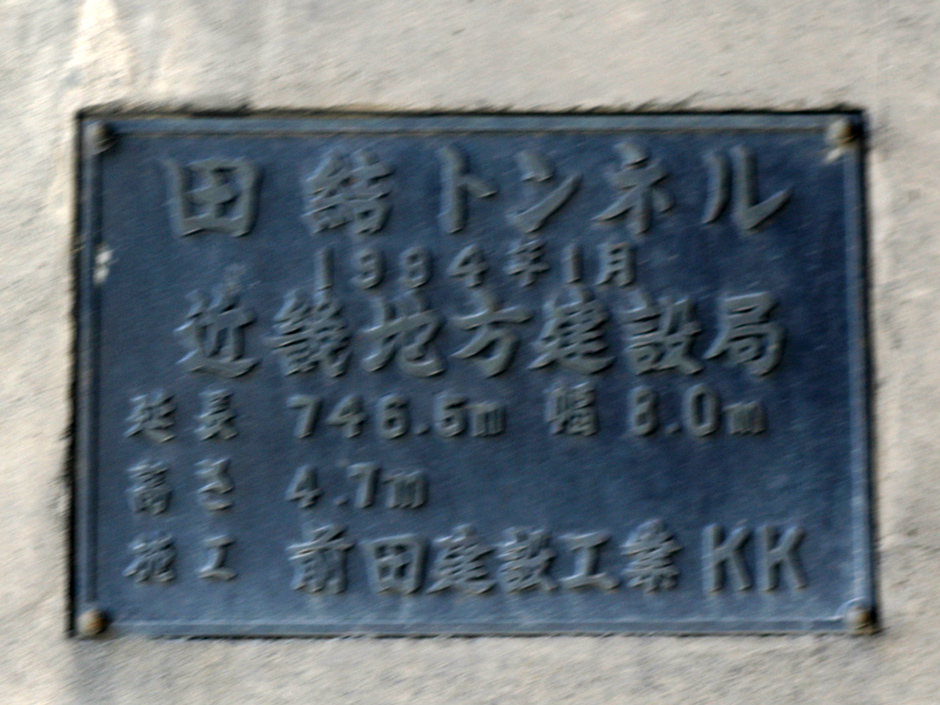 田結トンネル
1994年1月
近畿地方建設局
延長 746.5m 幅 8.0m
高さ 4.7m
施工 前田建設工業KK